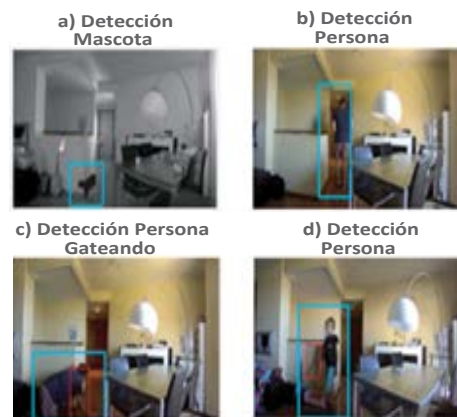 a) Detección
Mascota
b) Detección
Persona
c) Detección Persona
Gateando
d) Detección
Persona